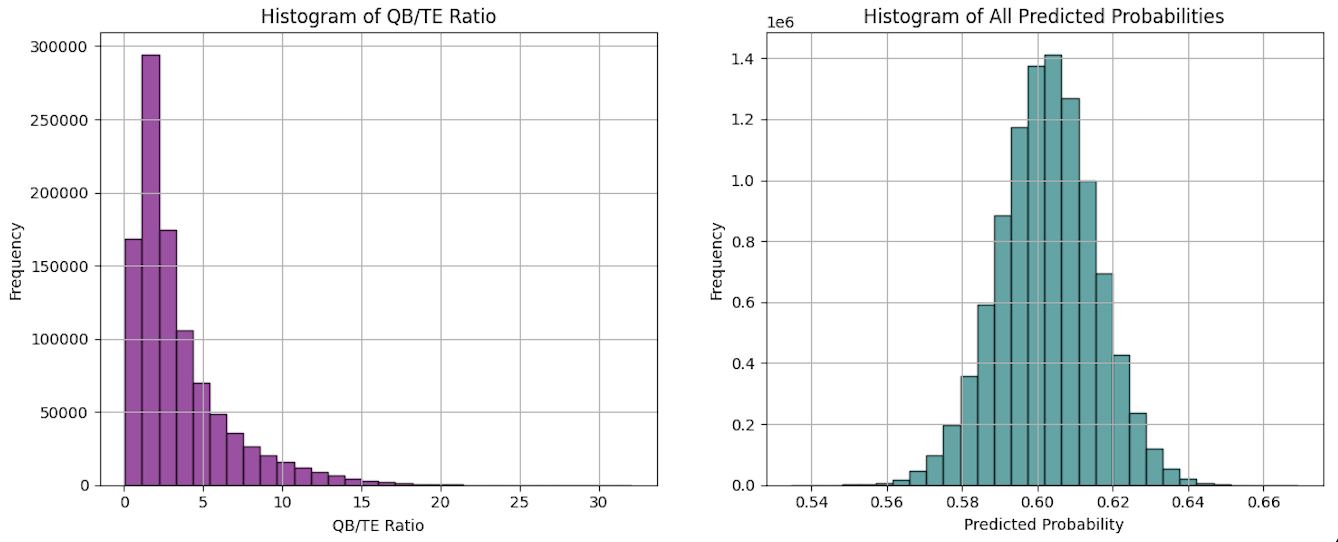 Histogram of QB/TE Ratio
300000
250000
200000
150000
100000
50000
0
Frequency
0 5 10 15 20 25 30
QB/TE Ratio
Histogram of All Predicted Probabilities
1e6
1.4
1.2
1.0
0.8
0.6
0.4
0.2
0.0
Frequency
0.54 0.56 0.58 0.60 0.62 0.64 0.66
Predicted Probability